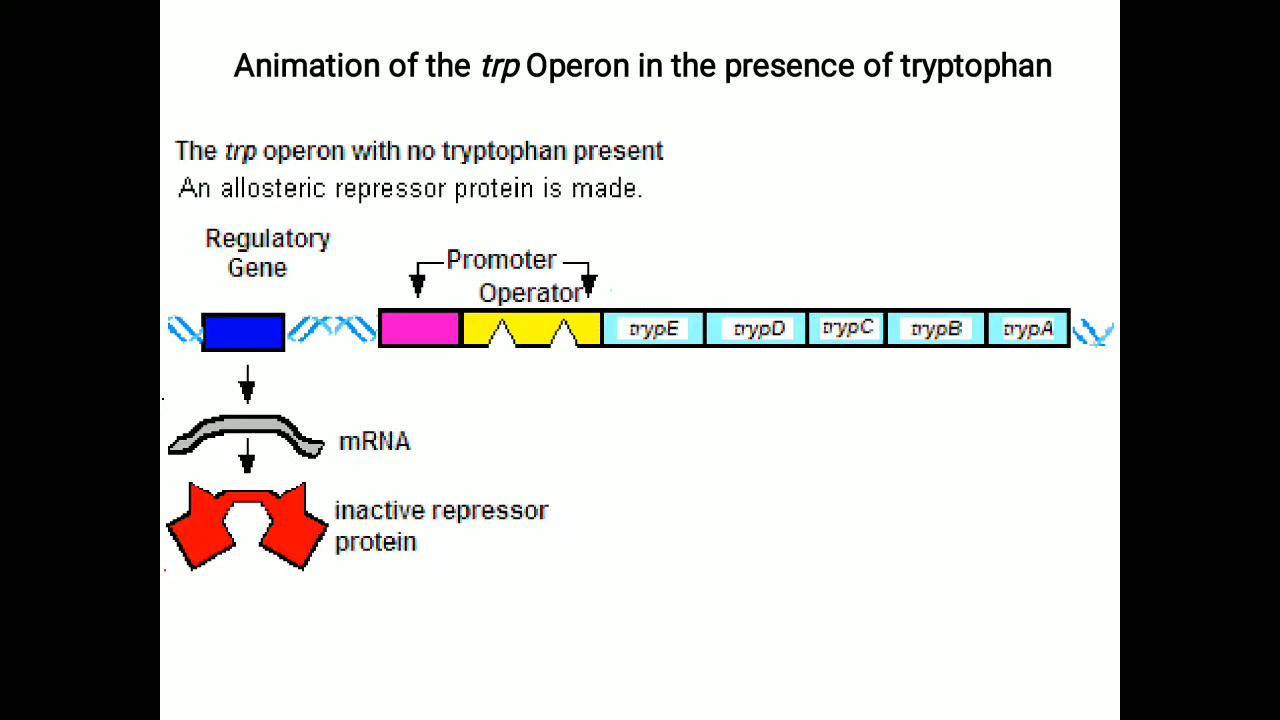 Animation of the trp Operon in the presence of tryptophan
The trp operon with no tryptophan present
An allosteric repressor protein is made.
Regulatory
Gene
Promoter
Operator
trypE trypD trypC trypB trypA
mRNA
inactive repressor
protein